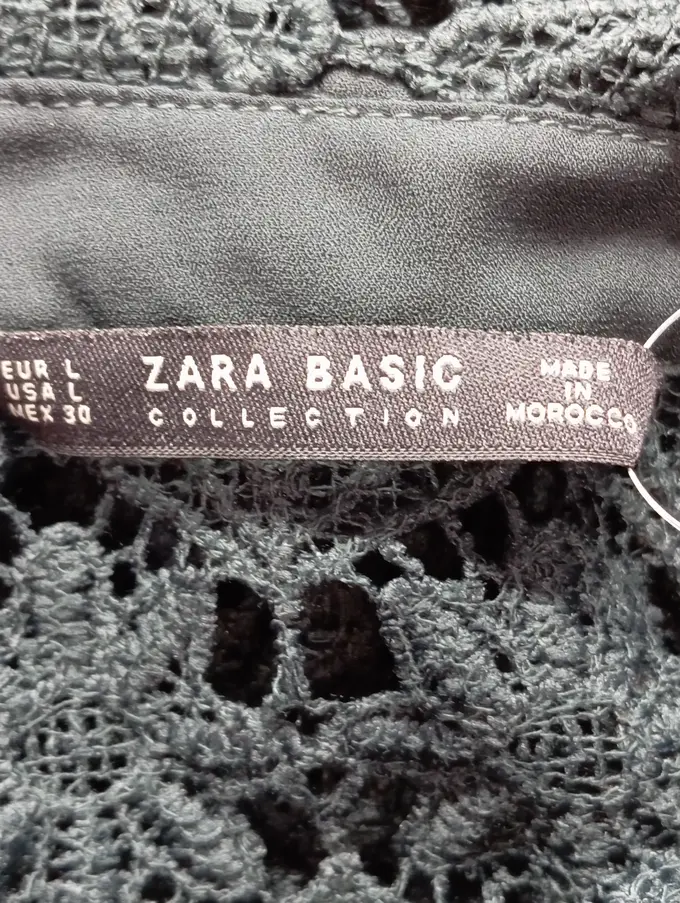 EUR L
USA L
MEX 30
ZARA BASIC
COLLECTION
MADE
IN
MOROCCO